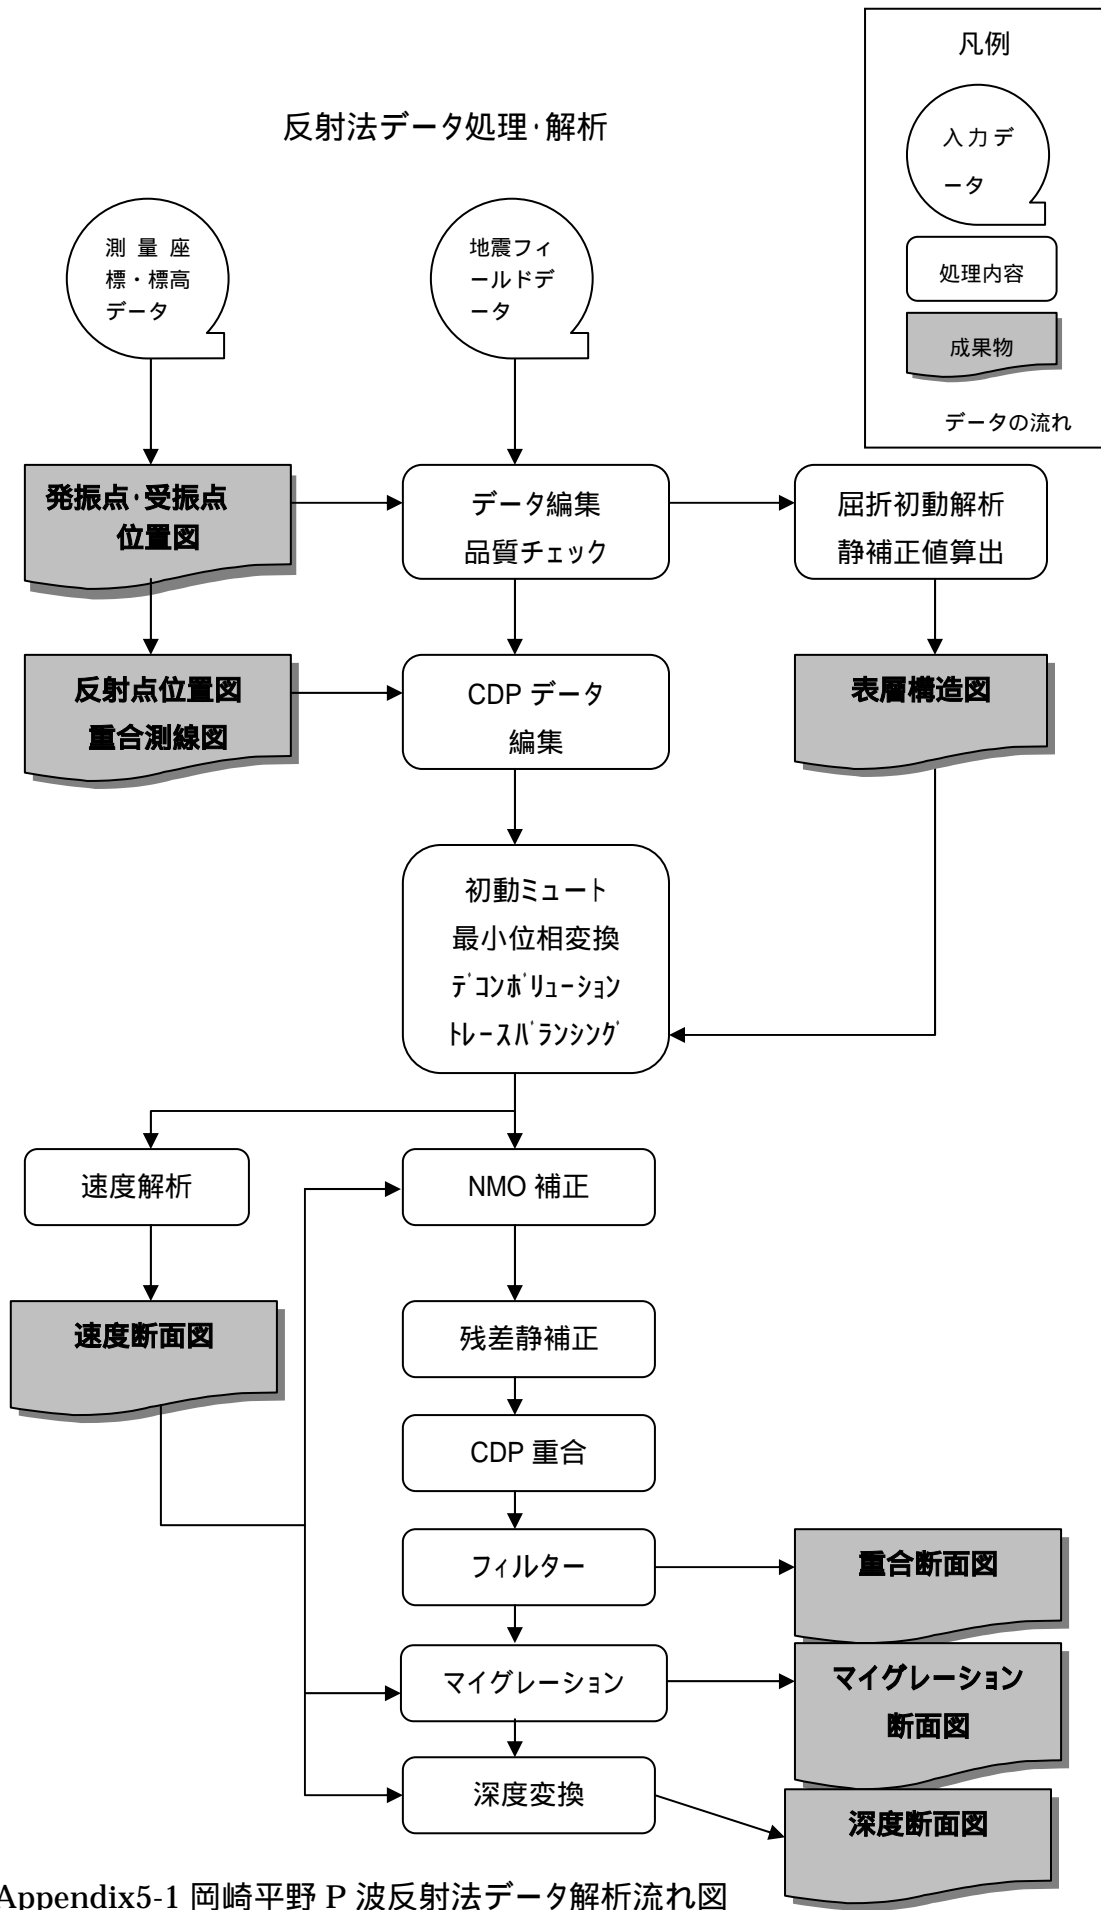 凡例
入力デ
ータ
処理内容
成果物
データの流れ
反射法データ処理・解析
測量座
標・標高
データ
地震フィ
ールドデ
ータ
発振点・受振点
位置図
データ編集
品質チェック
屈折初動解析
静補正値算出
反射点位置図
重合測線図
CDP データ
編集
表層構造図
初動ミュート
最小位相変換
ﾃﾞｺﾝﾎﾞﾘｭｰｼｮﾝ
ﾄﾚｰｽﾊﾞﾗﾝｼﾝｸﾞ
速度解析
NMO 補正
速度断面図
残差静補正
CDP 重合
フィルター
重合断面図
マイグレーション
マイグレーション
断面図
深度変換
深度断面図
Appendix5-1 岡崎平野 P 波反射法データ解析流れ図